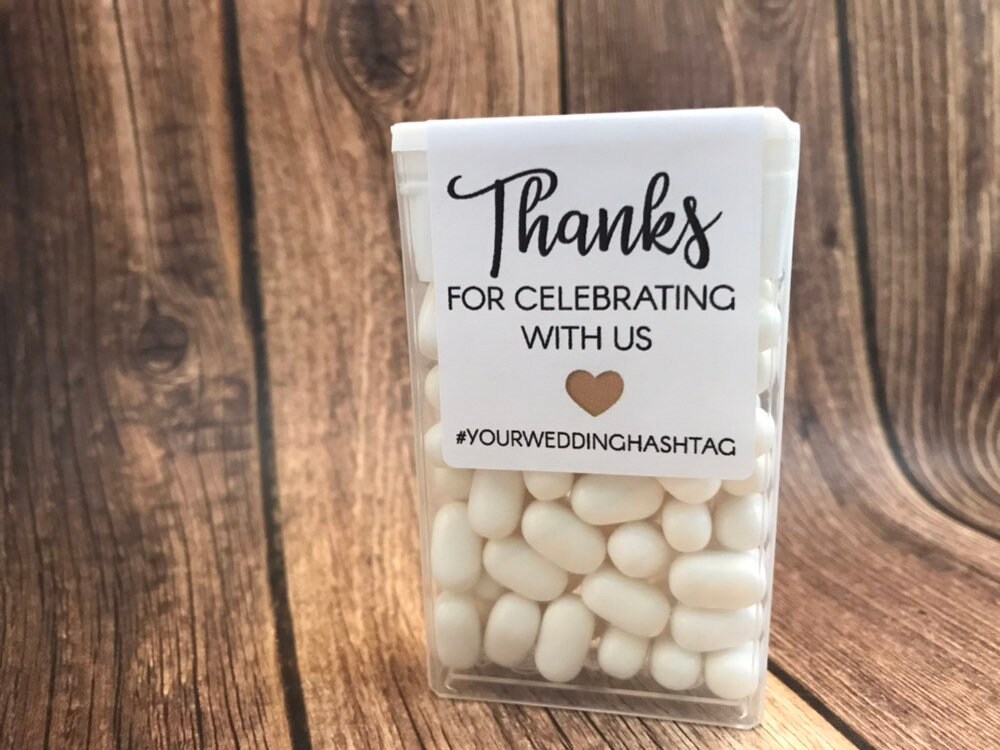 Thanks
FOR CELEBRATING
WITH US
#YOURWEDDINGHASHTAG